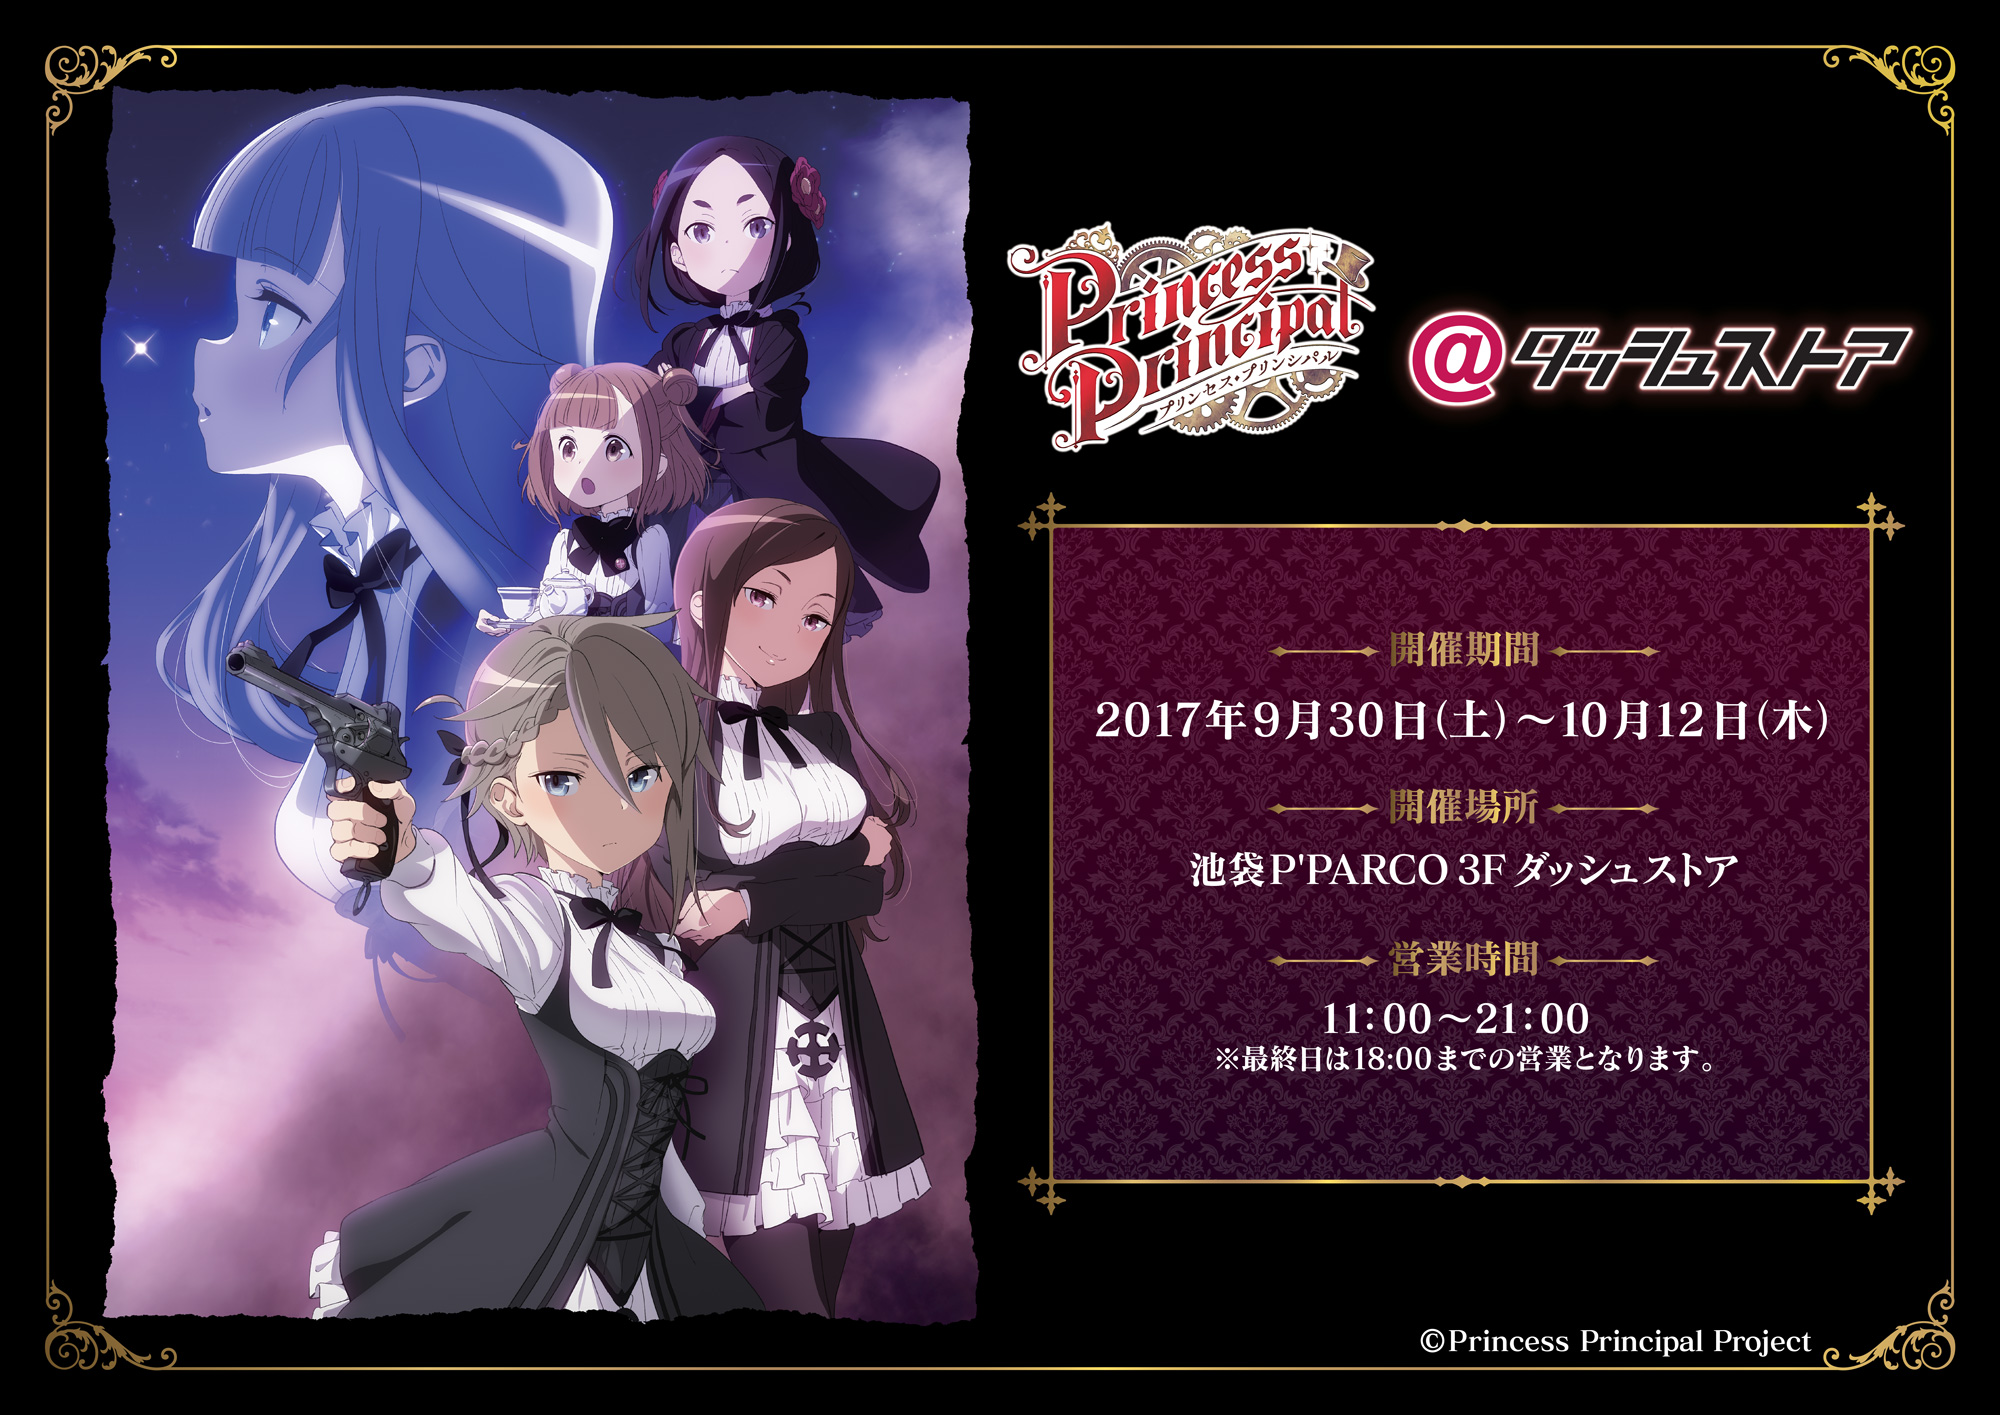 Princess
Principal
プリンセス・プリンシパル
@ダッシュストア
開催期間
2017年9月30日(土)～10月12日(木)
開催場所
池袋P'PARCO 3F ダッシュストア
営業時間
11：00～21：00
※最終日は18:00までの営業となります。
©Princess Principal Project